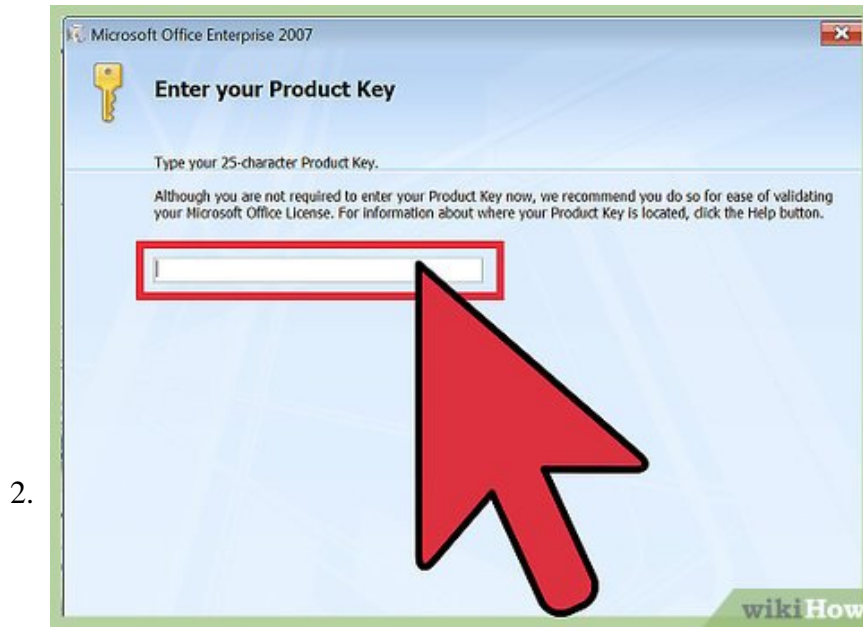 Microsoft Office Enterprise 2007
Enter your Product Key
Type your 25-character Product Key.
Although you are not required to enter your Product Key now, we recommend you do so for ease of validating
your Microsoft Office License. For information about where your Product Key is located, click the Help button.
2.
wikiHow